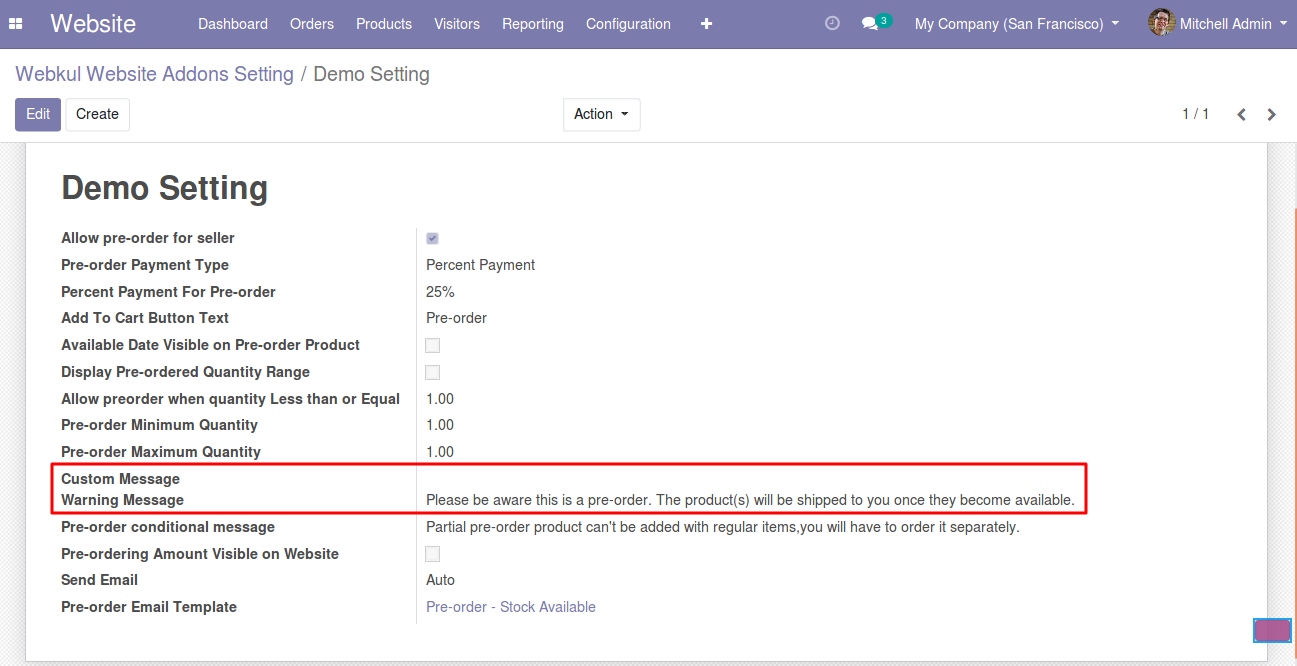 Website Dashboard Orders Products Visitors Reporting Configuration + 3 My Company (San Francisco) Mitchell Admin
Webkul Website Addons Setting / Demo Setting
Edit Create Action 1 / 1
Demo Setting
Allow pre-order for seller
Pre-order Payment Type Percent Payment
Percent Payment For Pre-order 25%
Add To Cart Button Text Pre-order
Available Date Visible on Pre-order Product
Display Pre-ordered Quantity Range
Allow preorder when quantity Less than or Equal 1.00
Pre-order Minimum Quantity 1.00
Pre-order Maximum Quantity 1.00
Custom Message
Warning Message Please be aware this is a pre-order. The product(s) will be shipped to you once they become available.
Pre-order conditional message Partial pre-order product can't be added with regular items,you will have to order it separately.
Pre-ordering Amount Visible on Website
Send Email Auto
Pre-order Email Template Pre-order - Stock Available